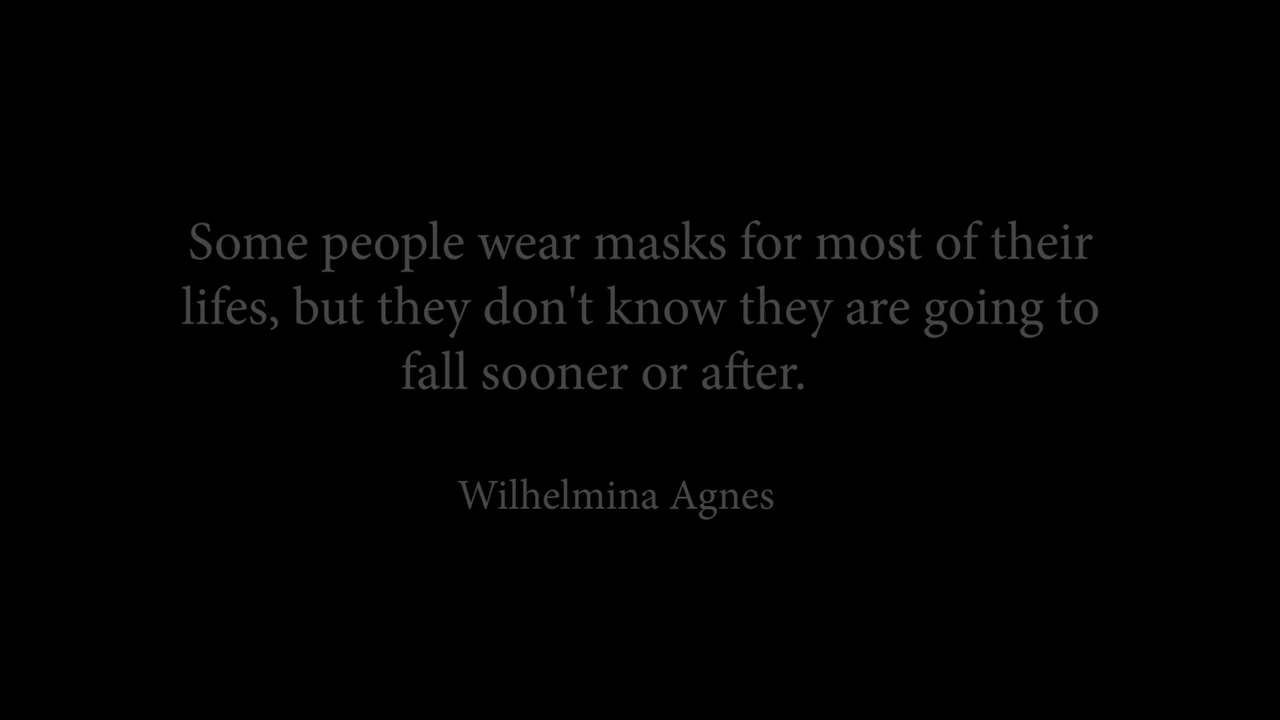 Some people wear masks for most of their
lifes, but they don't know they are going to
fall sooner or after.
Wilhelmina Agnes